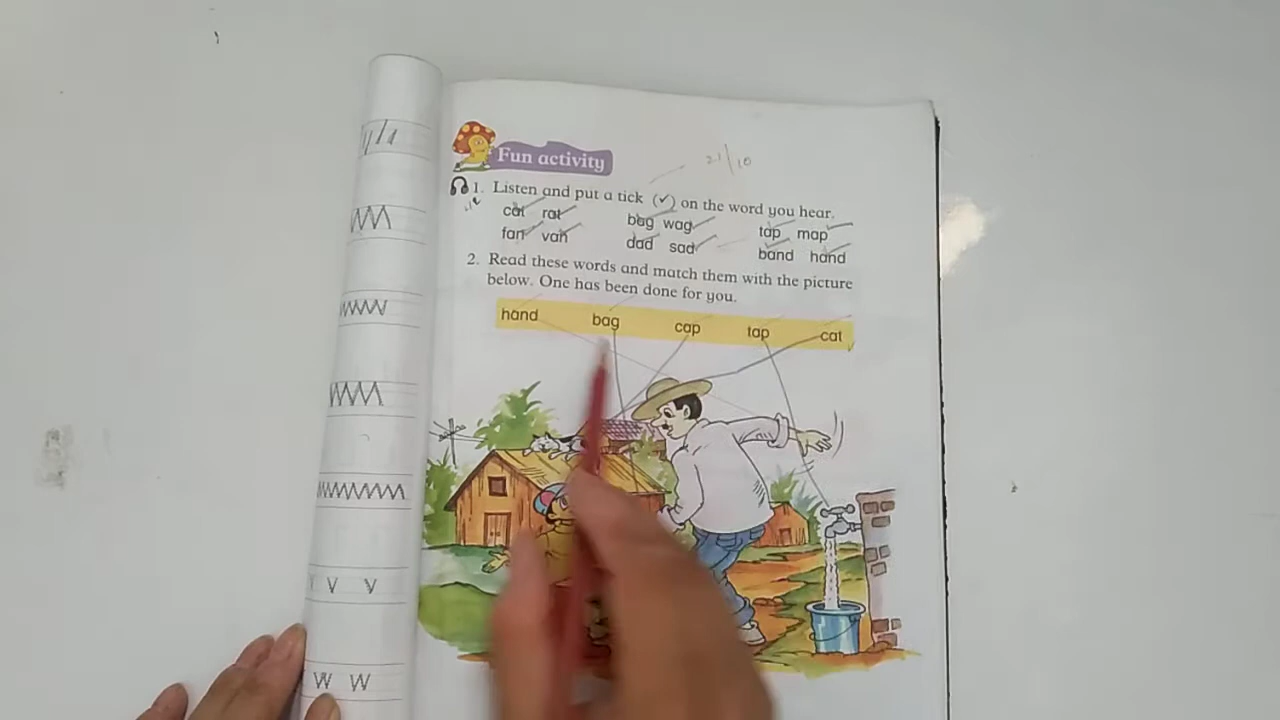 Fun activity
21/10
1. Listen and put a tick (✓) on the word you hear.
cat rat bag wag tap map
fan van dad sad band hand
2. Read these words and match them with the picture
below. One has been done for you.
hand bag cap tap cat
V V
W W